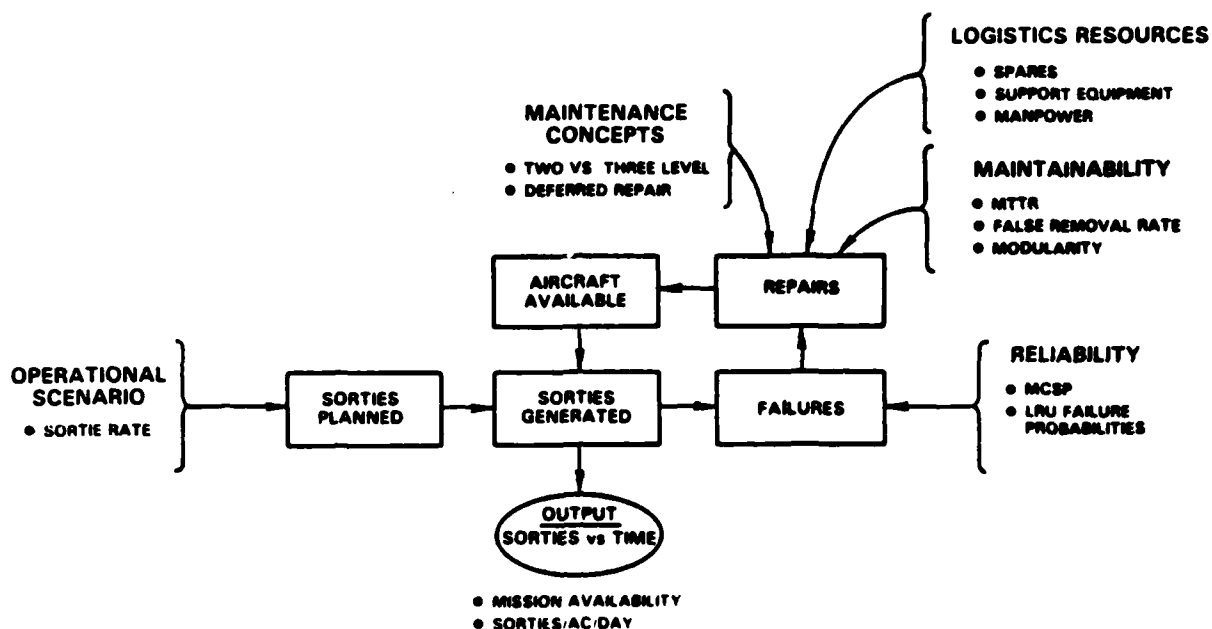 LOGISTICS RESOURCES
● SPARES
● SUPPORT EQUIPMENT
● MANPOWER
MAINTENANCE
CONCEPTS
● TWO VS THREE LEVEL
● DEFERRED REPAIR
MAINTAINABILITY
● MTTR
● FALSE REMOVAL RATE
● MODULARITY
AIRCRAFT
AVAILABLE
REPAIRS
OPERATIONAL
SCENARIO
● SORTIE RATE
SORTIES
PLANNED
SORTIES
GENERATED
FAILURES
RELIABILITY
● MCSP
● LRU FAILURE
PROBABILITIES
OUTPUT
SORTIES vs TIME
● MISSION AVAILABILITY
● SORTIES/AC/DAY